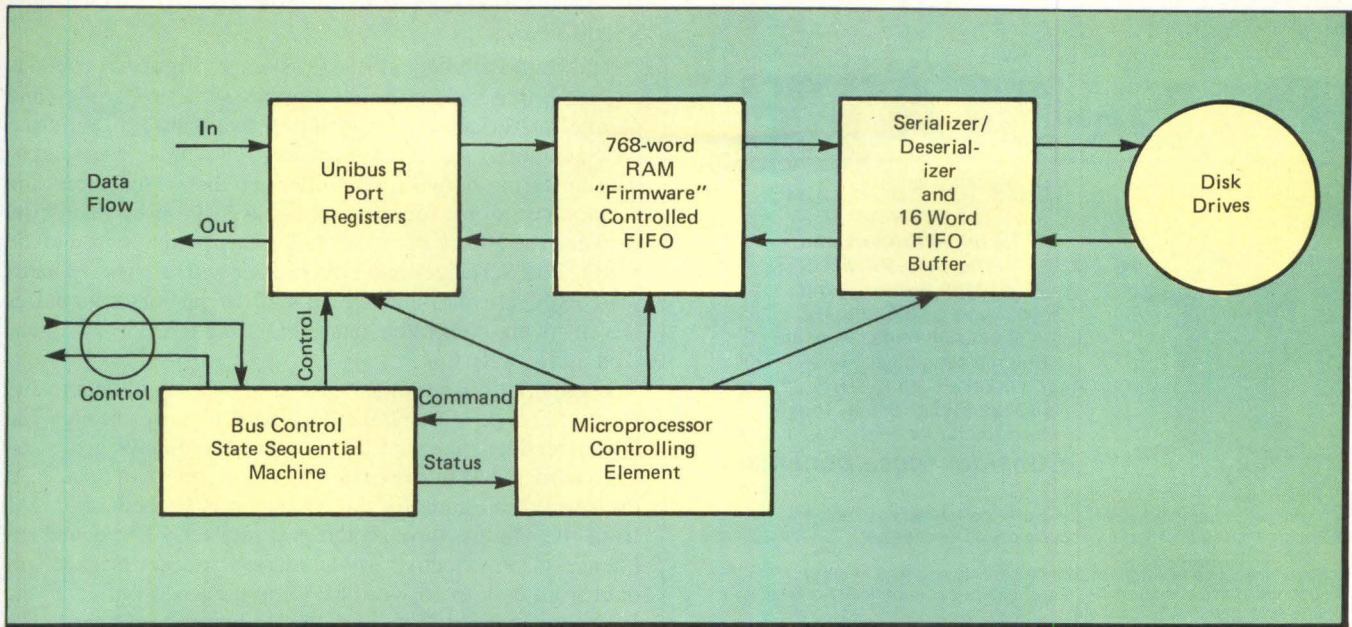 In
Data
Flow
Out
Unibus R
Port
Registers
768-word
RAM
"Firmware"
Controlled
FIFO
Serializer/
Deserial-
izer
and
16 Word
FIFO
Buffer
Disk
Drives
Control
Control
Bus Control
State Sequential
Machine
Command
Status
Microprocessor
Controlling
Element